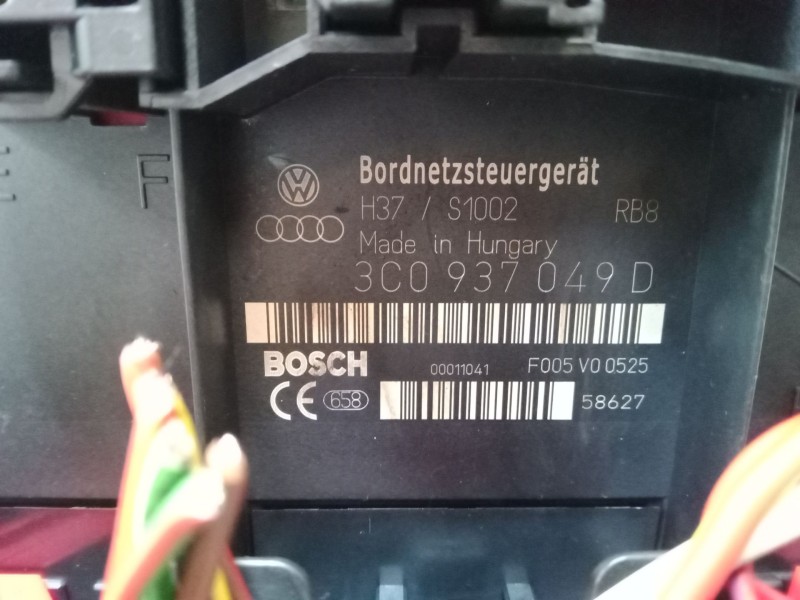 E F
Bordnetzsteuergerät
H37 / S1002 RB8
Made in Hungary
3C0 937 049 D
BOSCH 00011041 F005 V0 0525
CE 658 58627